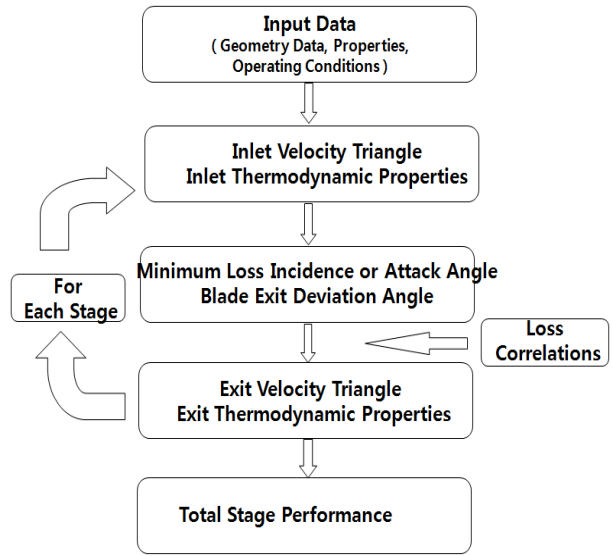 Input Data
( Geometry Data, Properties,
Operating Conditions )
Inlet Velocity Triangle
Inlet Thermodynamic Properties
Minimum Loss Incidence or Attack Angle
Blade Exit Deviation Angle
For
Each Stage
Loss
Correlations
Exit Velocity Triangle
Exit Thermodynamic Properties
Total Stage Performance